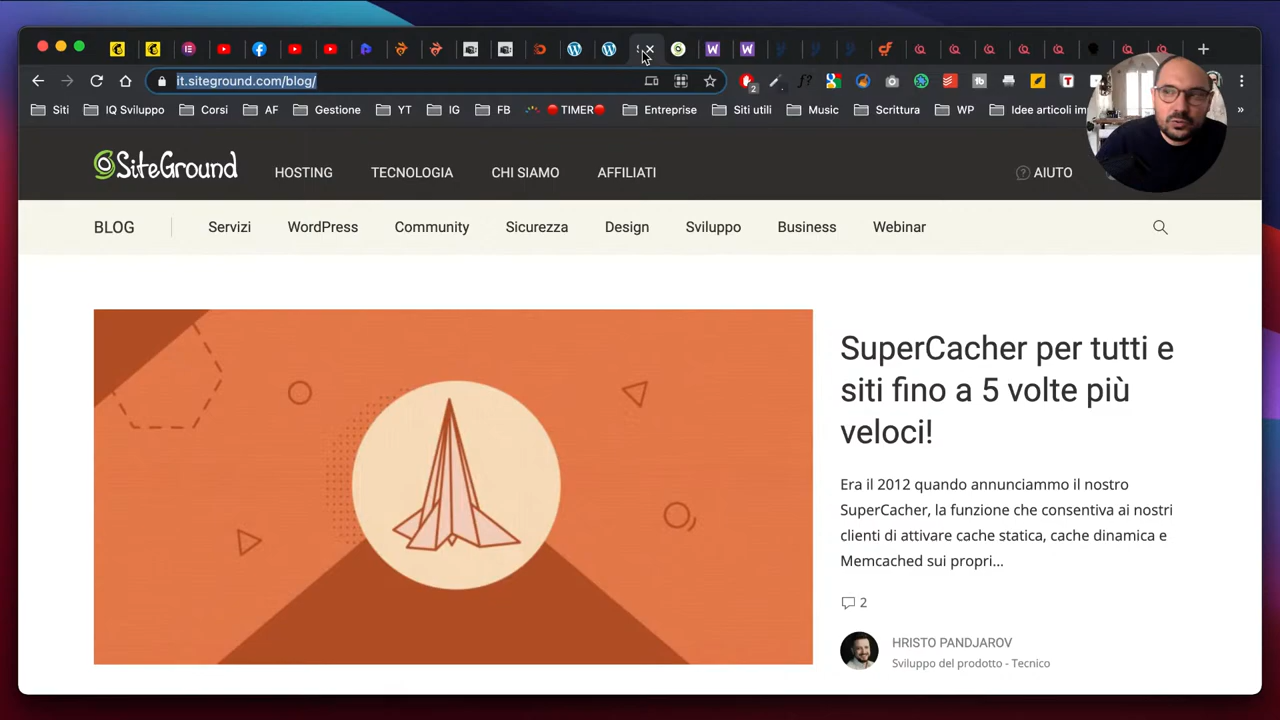 it.siteground.com/blog/
Siti
IQ Sviluppo
Corsi
AF
Gestione
YT
IG
FB
TIMER
Entreprise
Siti utili
Music
Scrittura
WP
Idee articoli im
»
SiteGround
HOSTING
TECNOLOGIA
CHI SIAMO
AFFILIATI
AIUTO
BLOG
Servizi
WordPress
Community
Sicurezza
Design
Sviluppo
Business
Webinar
SuperCacher per tutti e
siti fino a 5 volte più
veloci!
Era il 2012 quando annunciammo il nostro
SuperCacher, la funzione che consentiva ai nostri
clienti di attivare cache statica, cache dinamica e
Memcached sui propri...
2
HRISTO PANDJAROV
Sviluppo del prodotto - Tecnico